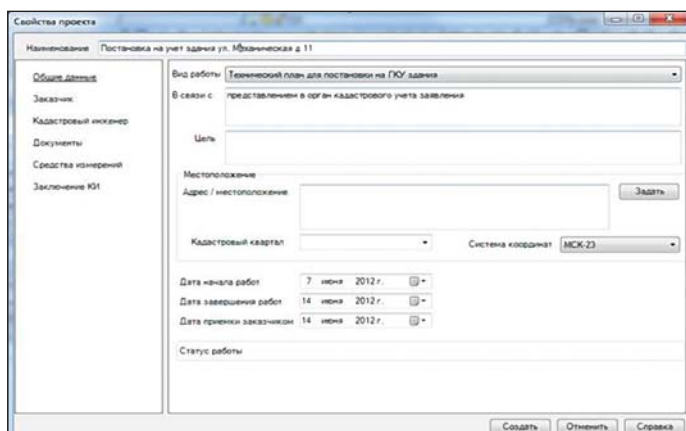 Свойства проекта
Наименование Постановка на учет здания ул. Механическая д 11
Общие данные
Заказчик
Кадастровый инженер
Документы
Средства измерений
Заключение КИ
Вид работы Технический план для постановки на ГКУ здания
В связи с представлением в орган кадастрового учета заявления
Цель
Местоположение
Адрес / местоположение Задать
Кадастровый квартал Система координат МСК-23
Дата начала работ 7 июня 2012 г.
Дата завершения работ 14 июня 2012 г.
Дата приемки заказчиком 14 июня 2012 г.
Статус работы
Создать Отменить Справка